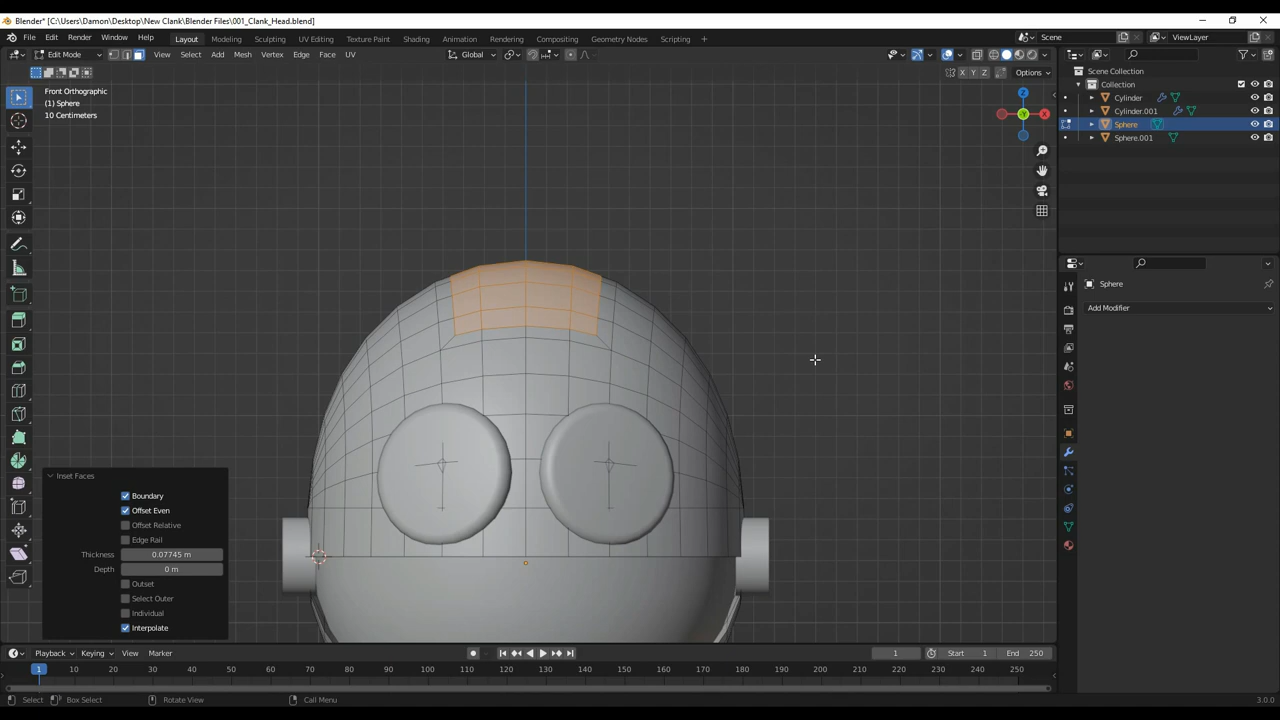 Blender* [C:\Users\Damon\Desktop\New Clank\Blender Files\001_Clank_Head.blend]
File Edit Render Window Help Layout Modeling Sculpting UV Editing Texture Paint Shading Animation Rendering Compositing Geometry Nodes Scripting Scene ViewLayer
Edit Mode View Select Add Mesh Vertex Edge Face UV Global
X Y Z Options
Scene Collection
Collection
Cylinder
Cylinder.001
Sphere
Sphere.001
Front Orthographic
(1) Sphere
10 Centimeters
Z
Y
X
Sphere
Add Modifier
Inset Faces
Boundary
Offset Even
Offset Relative
Edge Rail
Thickness 0.07745 m
Depth 0 m
Outset
Select Outer
Individual
Interpolate
Playback Keying View Marker 1 Start 1 End 250
1 10 20 30 40 50 60 70 80 90 100 110 120 130 140 150 160 170 180 190 200 210 220 230 240 250
Select Box Select Rotate View Call Menu 3.0.0